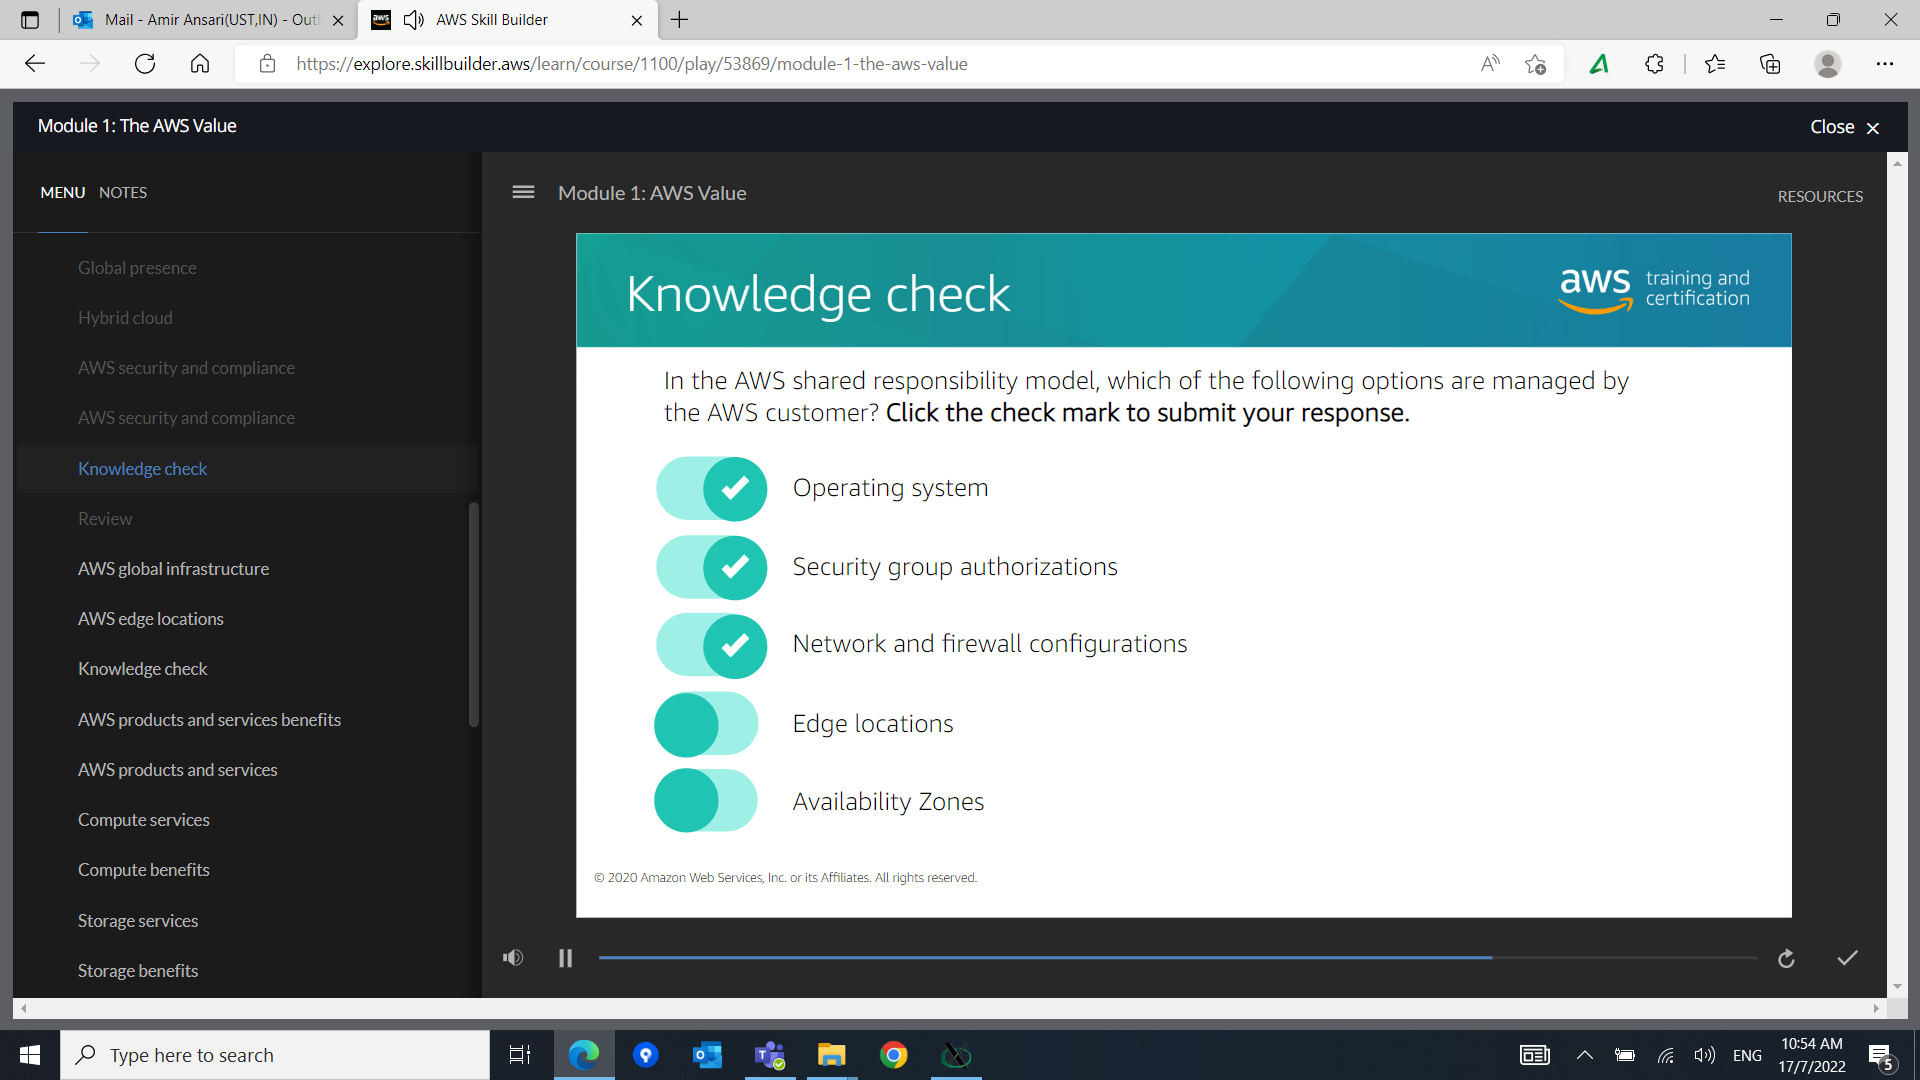 Mail - Amir Ansari(UST,IN) - Outl
aws
AWS Skill Builder
https://explore.skillbuilder.aws/learn/course/1100/play/53869/module-1-the-aws-value
Module 1: The AWS Value
Close
MENU NOTES
Module 1: AWS Value
RESOURCES
Global presence
Hybrid cloud
AWS security and compliance
AWS security and compliance
Knowledge check
Review
AWS global infrastructure
AWS edge locations
Knowledge check
AWS products and services benefits
AWS products and services
Compute services
Compute benefits
Storage services
Storage benefits
Knowledge check
aws training and
certification
In the AWS shared responsibility model, which of the following options are managed by
the AWS customer? Click the check mark to submit your response.
Operating system
Security group authorizations
Network and firewall configurations
Edge locations
Availability Zones
© 2020 Amazon Web Services, Inc. or its Affiliates. All rights reserved.
Type here to search
ENG
10:54 AM
17/7/2022
5